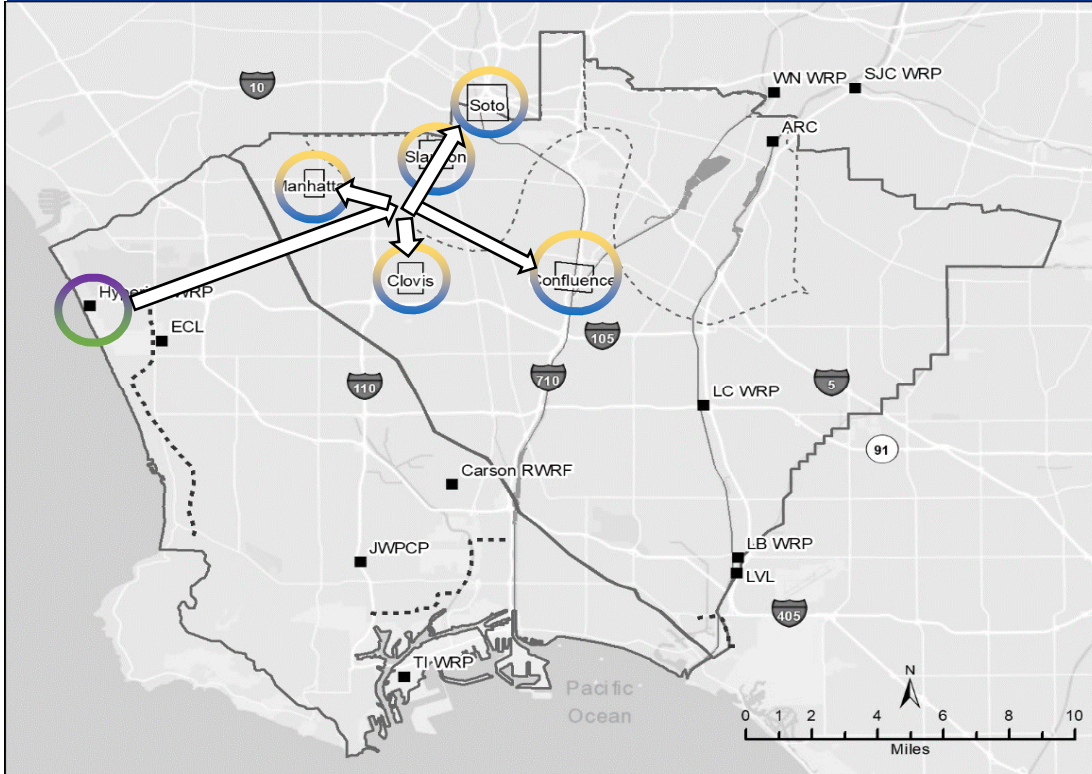 10
Soto
WN WRP
SJC WRP
ARC
Clovis
Confluence
WRP
ECL
105
110
710
5
LC WRP
91
Carson RWRF
JWPCP
LB WRP
LVL
405
TI WRP
Pacific
Ocean
N
0 1 2 4 6 8 10
Miles